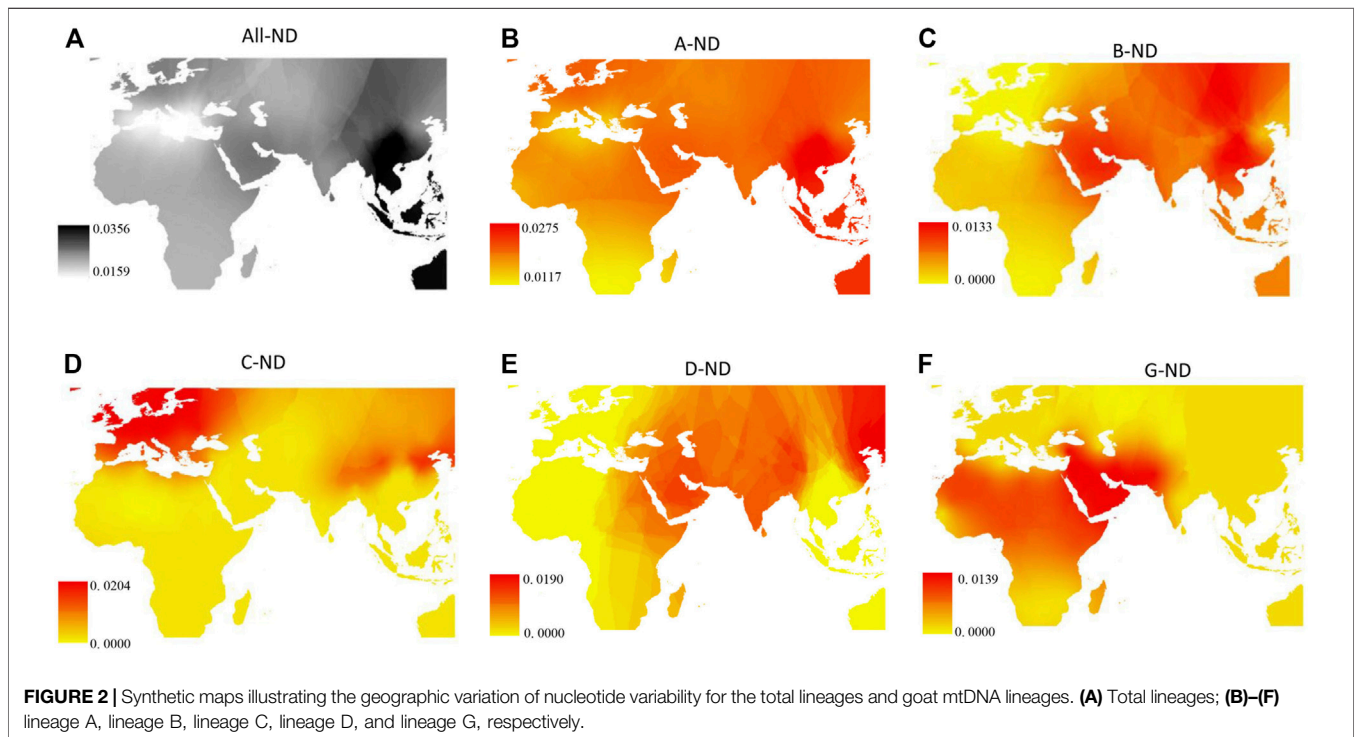 A
All-ND
0.0356
0.0159
B
A-ND
0.0275
0.0117
C
B-ND
0.0133
0.0000
D
C-ND
0.0204
0.0000
E
D-ND
0.0190
0.0000
F
G-ND
0.0139
0.0000
FIGURE 2 | Synthetic maps illustrating the geographic variation of nucleotide variability for the total lineages and goat mtDNA lineages. (A) Total lineages; (B)–(F)
lineage A, lineage B, lineage C, lineage D, and lineage G, respectively.